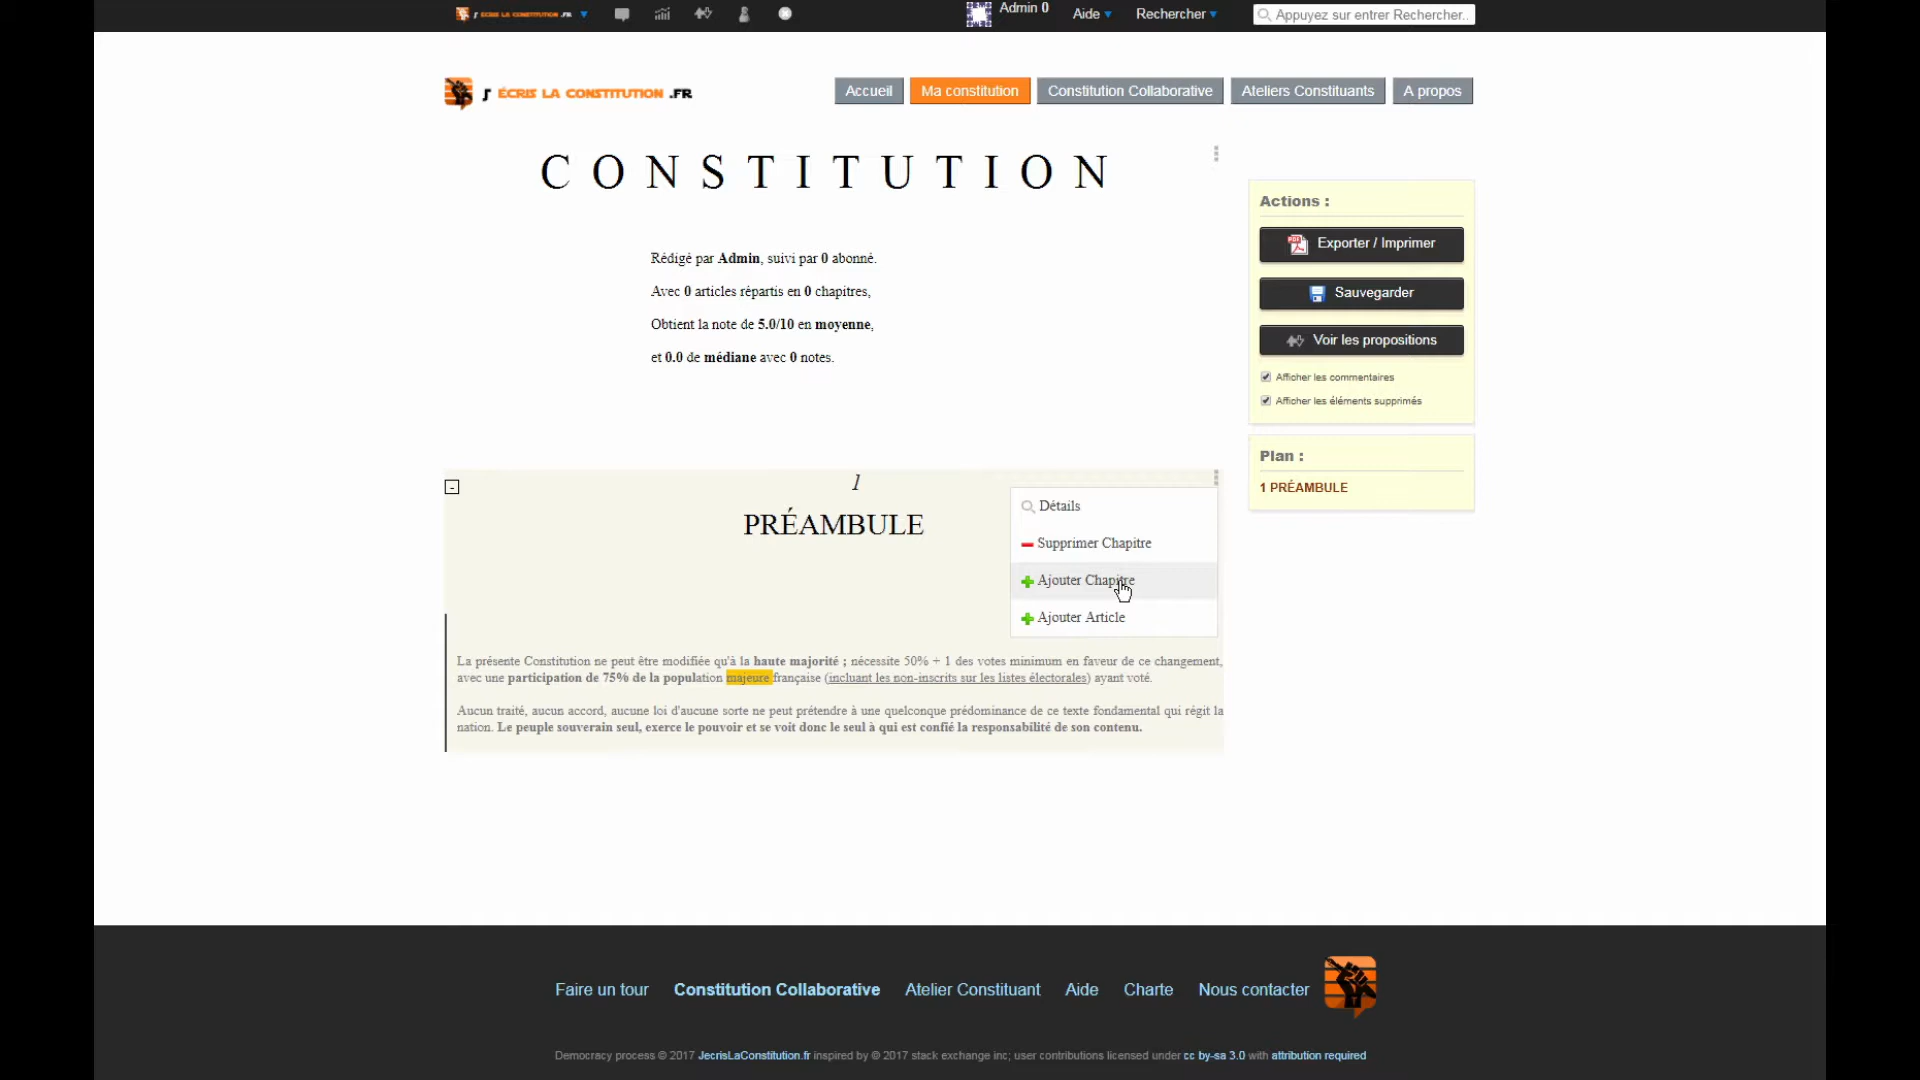 J ÉCRIS LA CONSTITUTION .FR
Admin 0
Aide
Rechercher
Appuyez sur entrer Rechercher..
J ÉCRIS LA CONSTITUTION .FR
Accueil
Ma constitution
Constitution Collaborative
Ateliers Constituants
A propos
CONSTITUTION
Rédigé par Admin, suivi par 0 abonné.
Avec 0 articles répartis en 0 chapitres,
Obtient la note de 5.0/10 en moyenne,
et 0.0 de médiane avec 0 notes.
Actions :
Exporter / Imprimer
Sauvegarder
Voir les propositions
Afficher les commentaires
Afficher les éléments supprimés
Plan :
1 PRÉAMBULE
-
1
PRÉAMBULE
Détails
Supprimer Chapitre
Ajouter Chapitre
Ajouter Article
La présente Constitution ne peut être modifiée qu'à la haute majorité ; nécessite 50% + 1 des votes minimum en faveur de ce changement,
avec une participation de 75% de la population majeure française (incluant les non-inscrits sur les listes électorales) ayant voté.
Aucun traité, aucun accord, aucune loi d'aucune sorte ne peut prétendre à une quelconque prédominance de ce texte fondamental qui régit la
nation. Le peuple souverain seul, exerce le pouvoir et se voit donc le seul à qui est confié la responsabilité de son contenu.
Faire un tour
Constitution Collaborative
Atelier Constituant
Aide
Charte
Nous contacter
Democracy process © 2017 JecrisLaConstitution.fr inspired by © 2017 stack exchange inc; user contributions licensed under cc by-sa 3.0 with attribution required